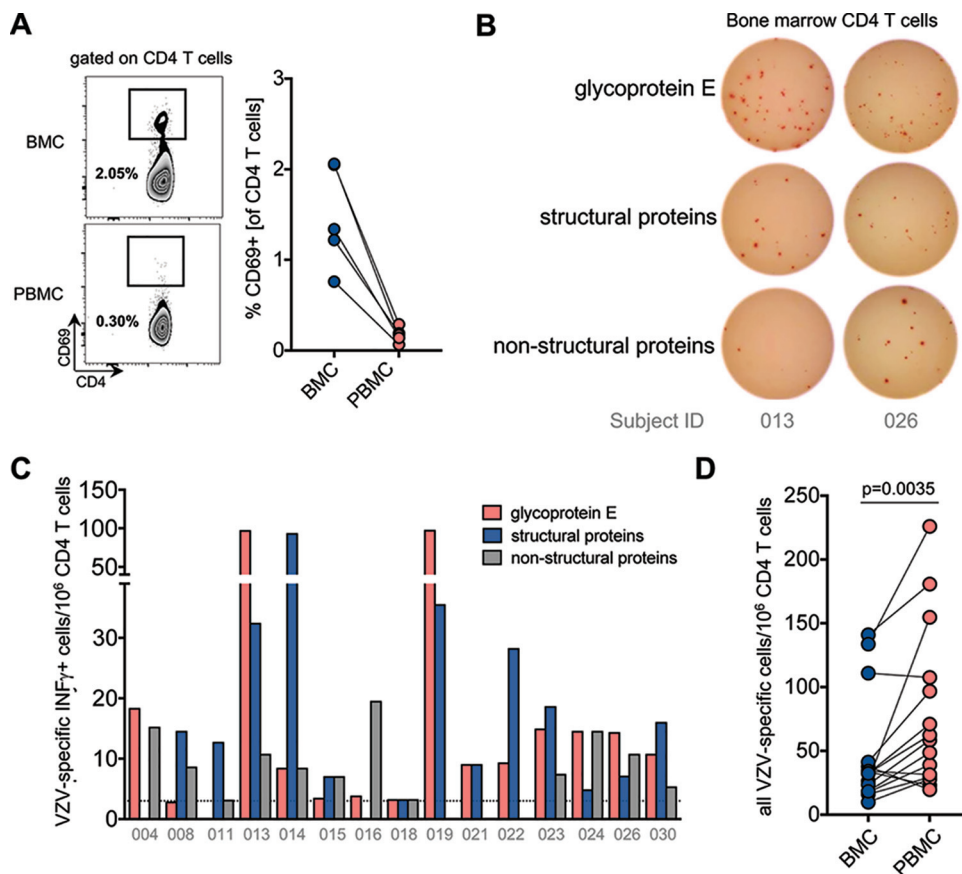 A
gated on CD4 T cells
BMC
2.05%
PBMC
0.30%
CD69
CD4
% CD69+ [of CD4 T cells]
3
2
1
0
BMC
PBMC
B
Bone marrow CD4 T cells
glycoprotein E
structural proteins
non-structural proteins
Subject ID
013
026
C
VZV-specific INFγ+ cells/10⁶ CD4 T cells
150
100
50
30
20
10
0
glycoprotein E
structural proteins
non-structural proteins
004 008 011 013 014 015 016 018 019 021 022 023 024 026 030
D
p=0.0035
all VZV-specific cells/10⁶ CD4 T cells
250
200
150
100
50
0
BMC
PBMC